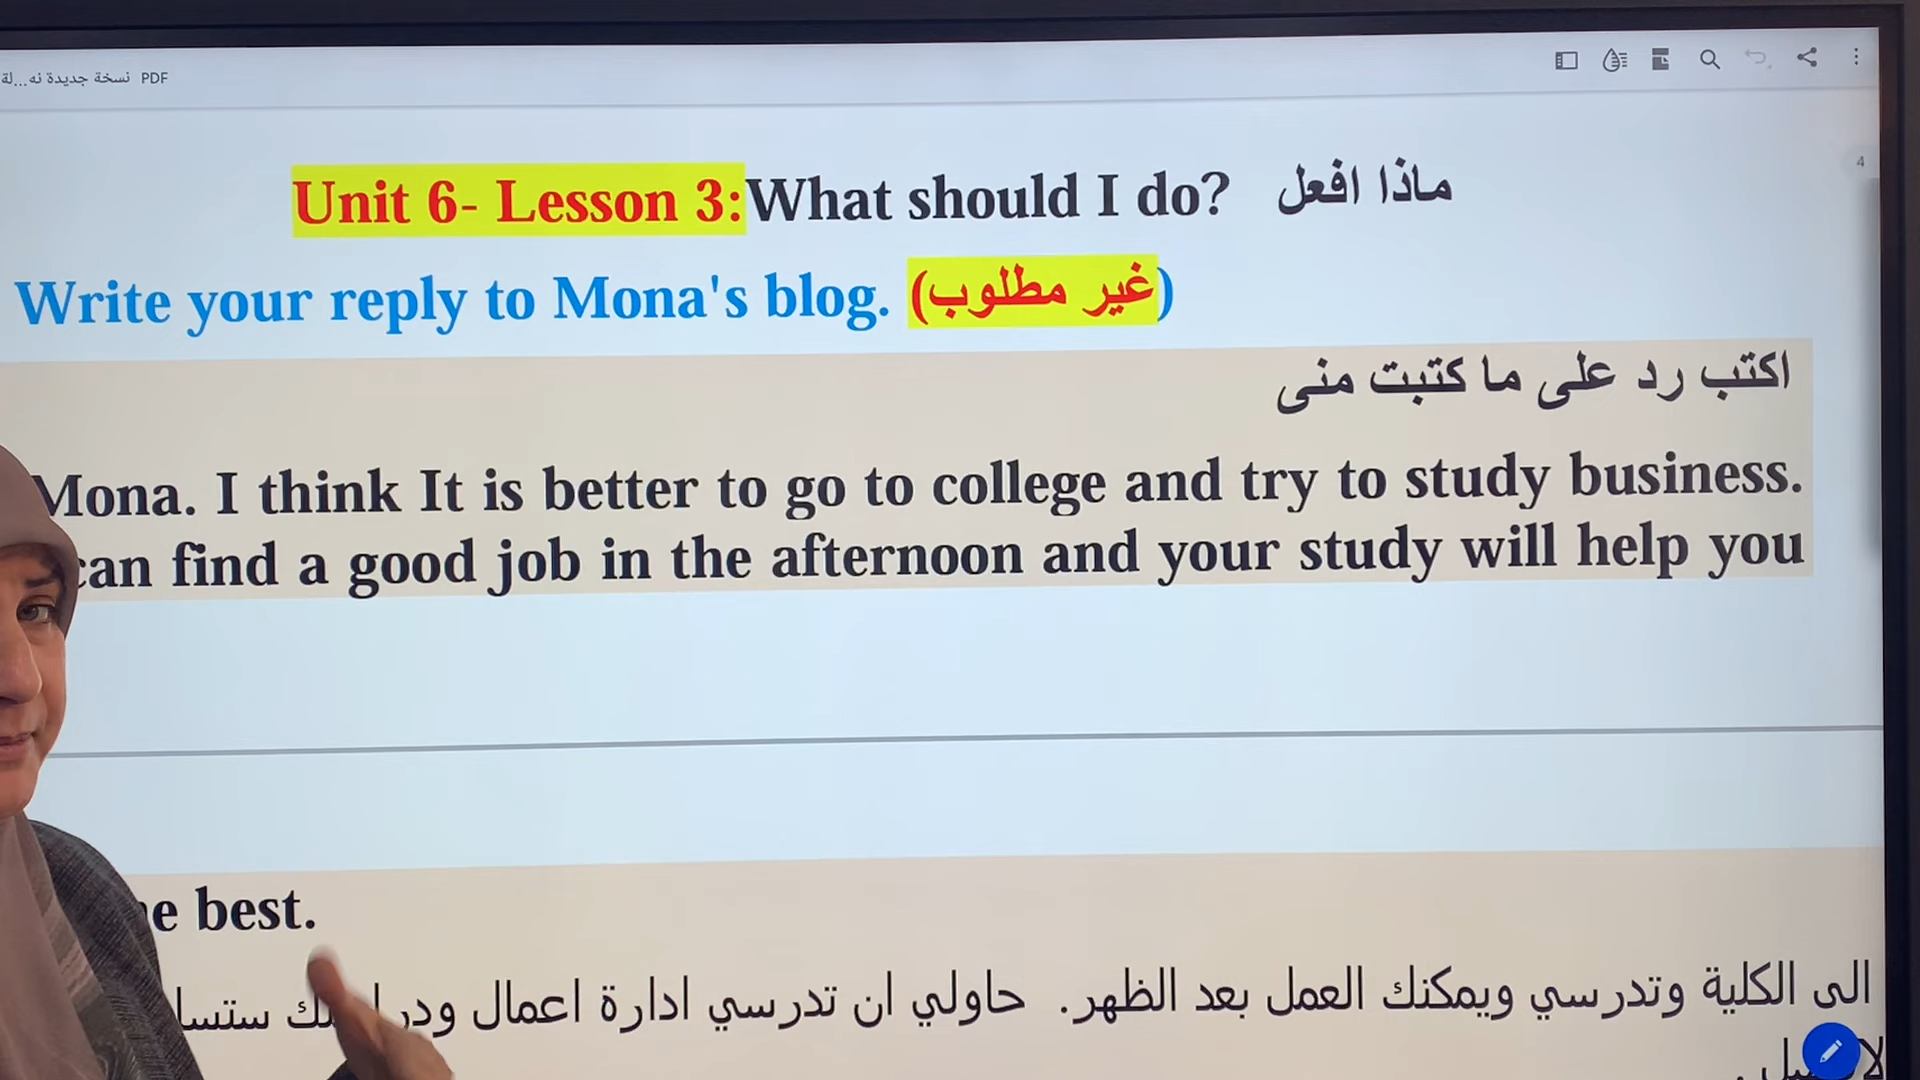 نسخة جديدة نه...لة PDF
4
Unit 6- Lesson 3:What should I do? ماذا افعل
Write your reply to Mona's blog. (غير مطلوب)
اكتب رد على ما كتبت منى
Mona. I think It is better to go to college and try to study business.
can find a good job in the afternoon and your study will help you
best.
الى الكلية وتدرسي ويمكنك العمل بعد الظهر. حاولي ان تدرسي ادارة اعمال